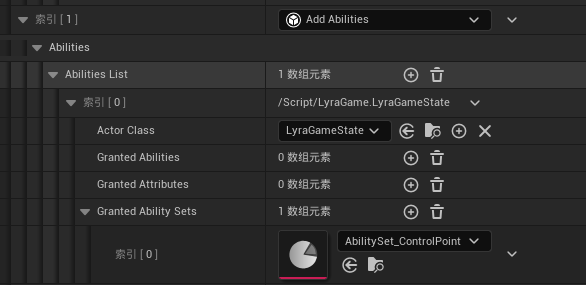 索引 [ 1 ] Add Abilities
Abilities
Abilities List 1 数组元素
索引 [ 0 ] /Script/LyraGame.LyraGameState
Actor Class LyraGameState
Granted Abilities 0 数组元素
Granted Attributes 0 数组元素
Granted Ability Sets 1 数组元素
AbilitySet_ControlPoint
索引 [ 0 ]